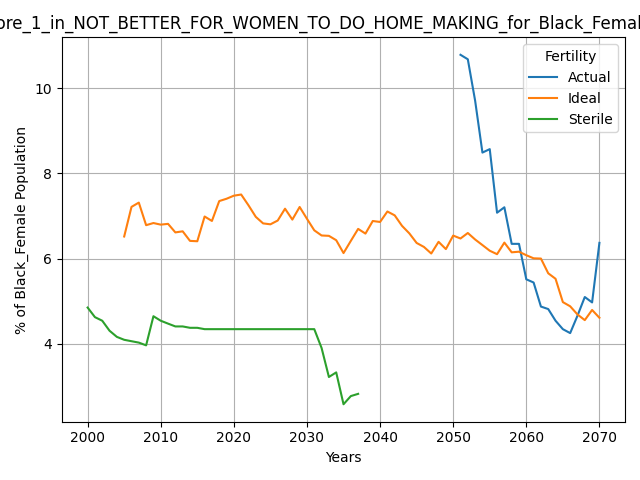 ore_1_in_NOT_BETTER_FOR_WOMEN_TO_DO_HOME_MAKING_for_Black_Femal
Fertility
Actual
Ideal
Sterile
% of Black_Female Population
10
8
6
4
2000 2010 2020 2030 2040 2050 2060 2070
Years